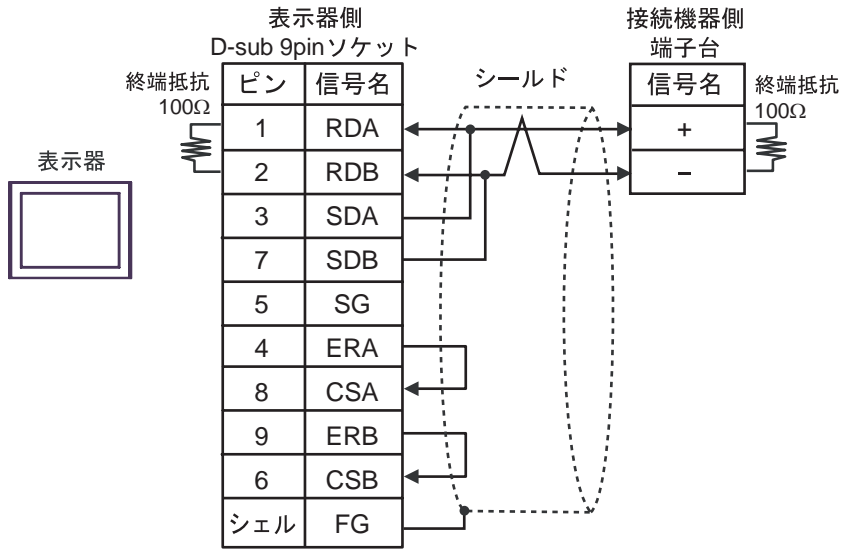 表示器側
D-sub 9pinソケット
接続機器側
端子台
終端抵抗
100Ω
ピン 信号名
シールド
信号名
終端抵抗
100Ω
1 RDA
+
2 RDB
−
表示器
3 SDA
7 SDB
5 SG
4 ERA
8 CSA
9 ERB
6 CSB
シェル FG